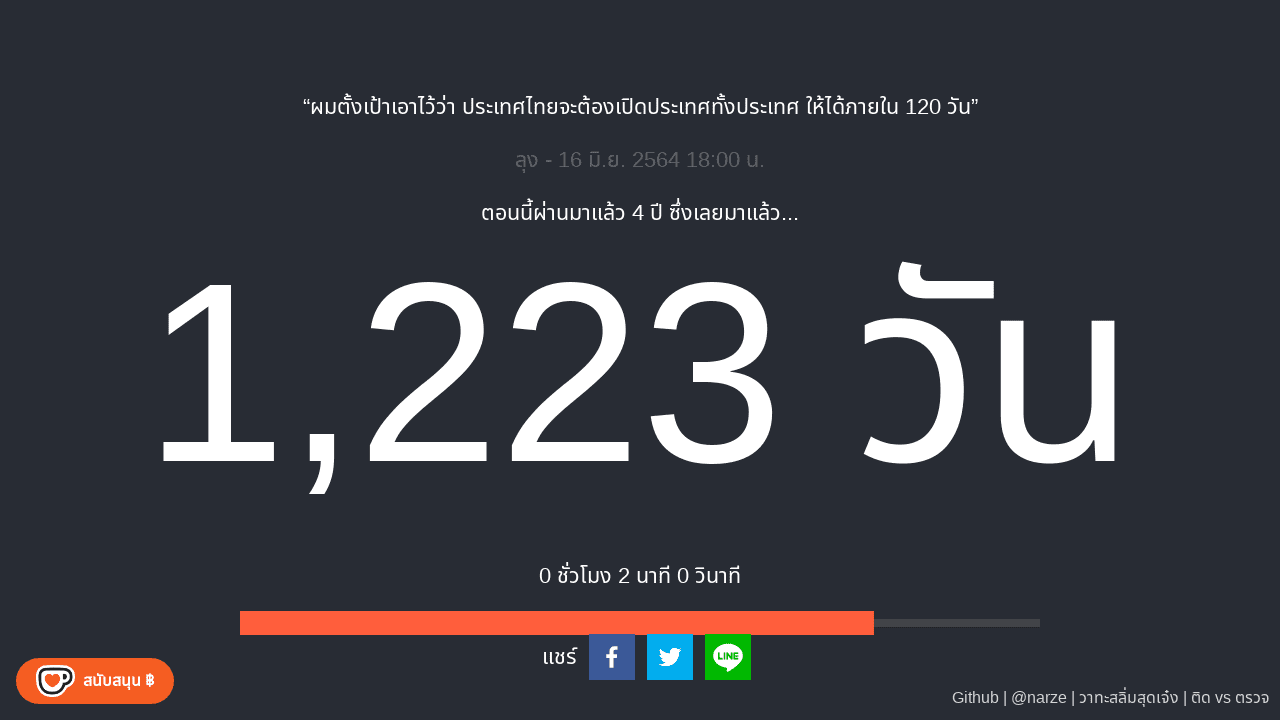 “ผมตั้งเป้าเอาไว้ว่า ประเทศไทยจะต้องเปิดประเทศทั้งประเทศ ให้ได้ภายใน 120 วัน”
ลุง - 16 มิ.ย. 2564 18:00 น.
ตอนนี้ผ่านมาแล้ว 4 ปี ซึ่งเลยมาแล้ว...
1,223 วัน
0 ชั่วโมง 2 นาที 0 วินาที
แชร์
LINE
สนับสนุน ฿
Github | @narze | วาทะสลิ่มสุดเจ๋ง | ติด vs ตรวจ